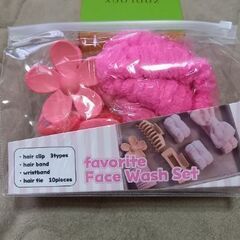 ・hair clip 3types
・hair band
・wristband
・hair tie 10pieces
favorite
Face Wash Set